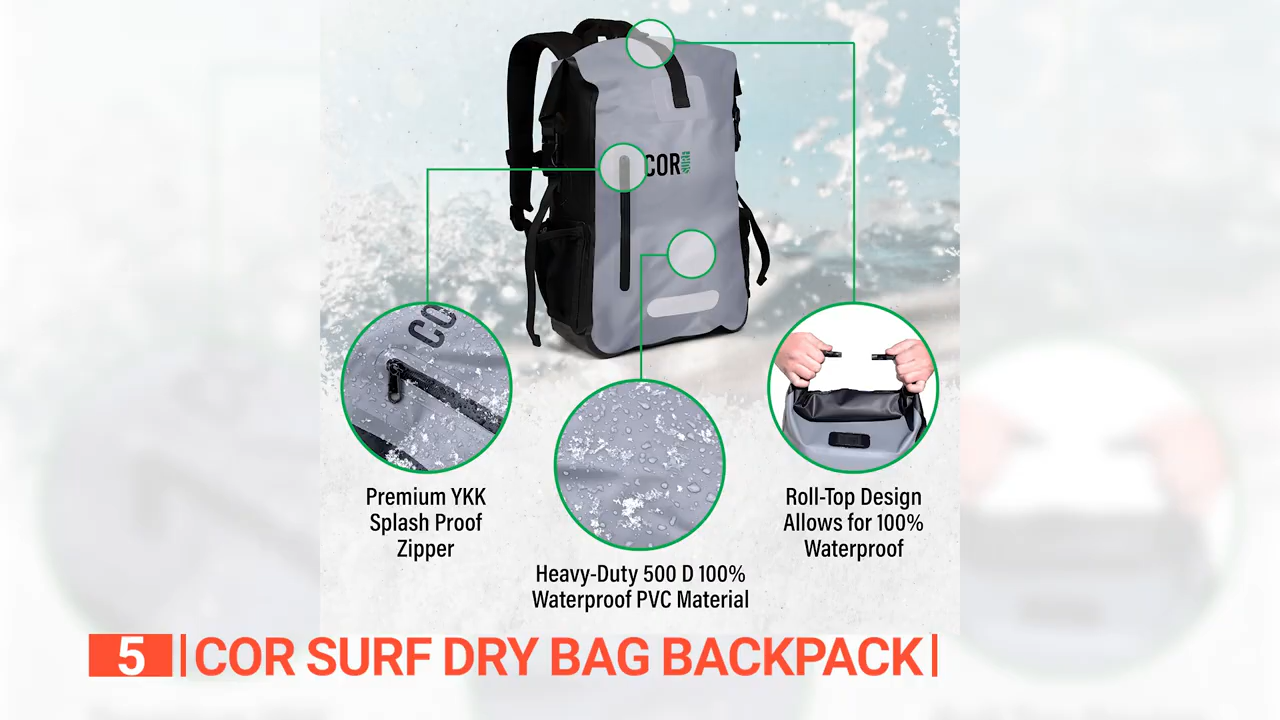 COR
CO
Premium YKK
Splash Proof
Zipper
Heavy-Duty 500 D 100%
Waterproof PVC Material
Roll-Top Design
Allows for 100%
Waterproof
5 COR SURF DRY BAG BACKPACK